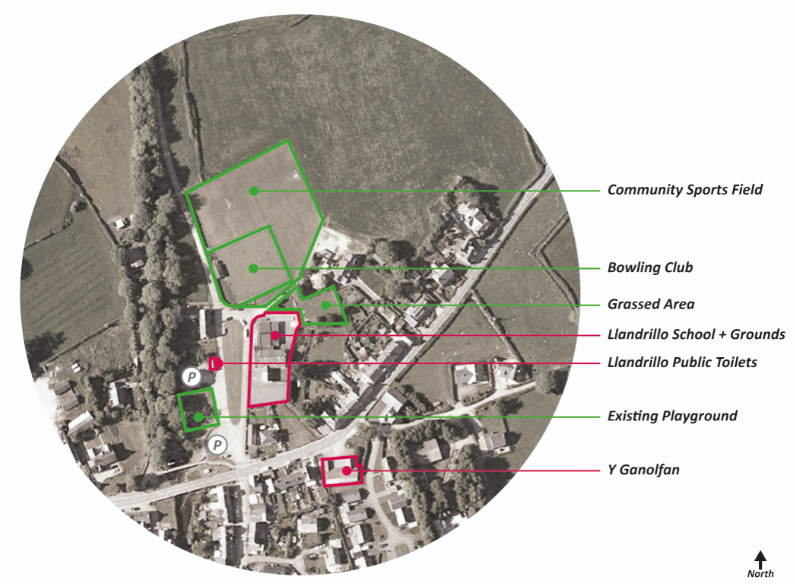 Community Sports Field
Bowling Club
Grassed Area
Llandrillo School + Grounds
Llandrillo Public Toilets
P
Existing Playground
P
Y Ganolfan
North